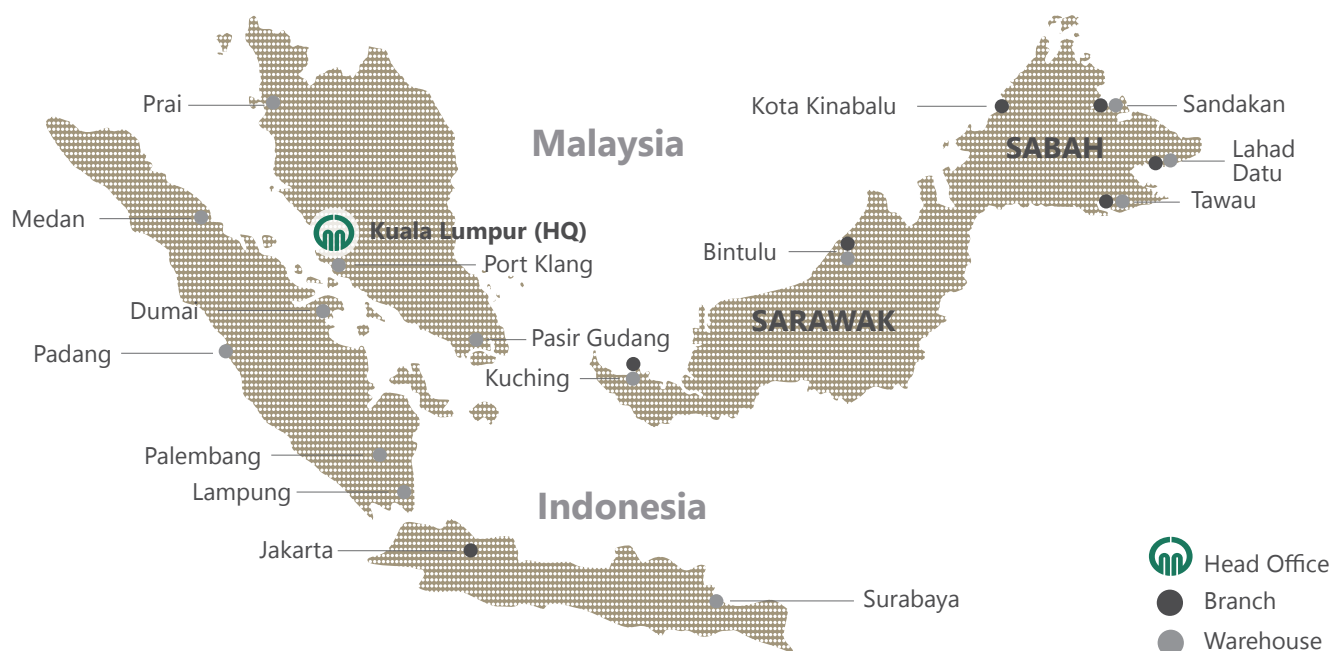 Prai
Malaysia
Kota Kinabalu
Sandakan
SABAH
Lahad
Datu
Medan
Tawau
Kuala Lumpur (HQ)
Bintulu
Port Klang
Dumai
SARAWAK
Pasir Gudang
Padang
Kuching
Palembang
Lampung
Indonesia
Jakarta
Head Office
Surabaya
Branch
Warehouse